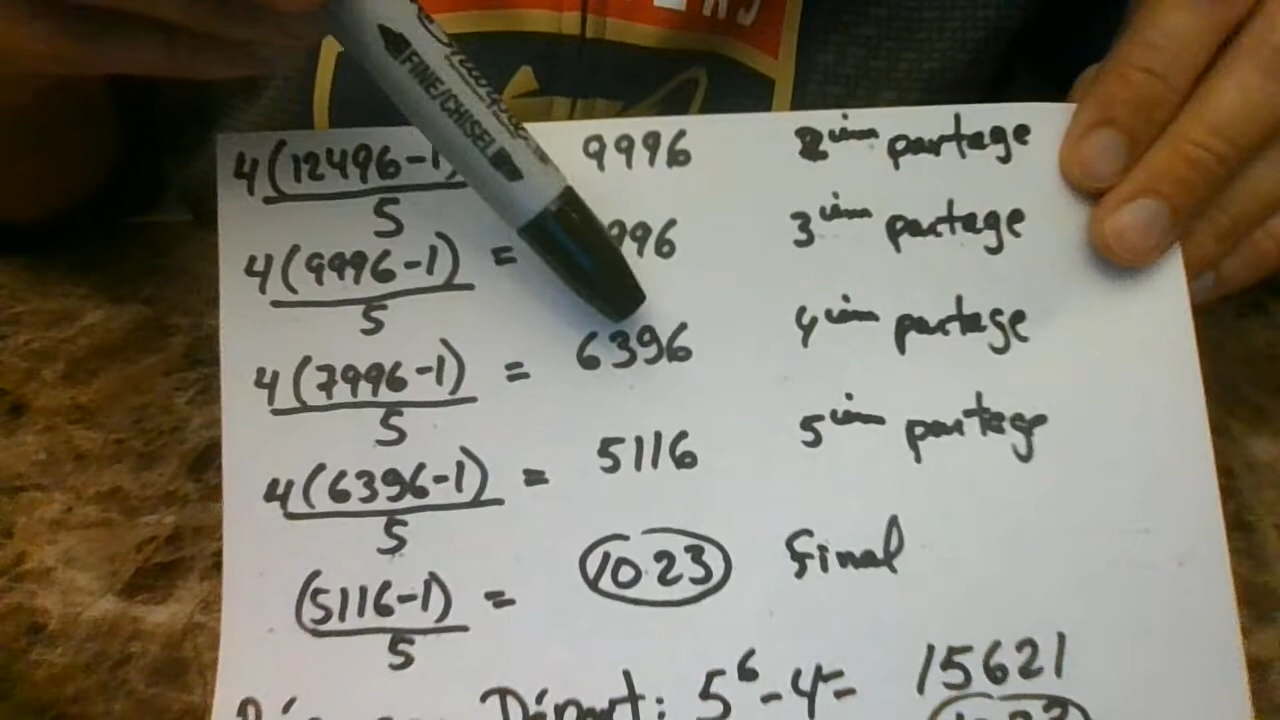 FINE/CHISEL
4(12496-1) 9996 2ième partage
5
4(9996-1) = 996 3ième partage
5
4(7996-1) = 6396 4ième partage
5
4(6396-1) = 5116 5ième partage
5
(5116-1) = 1023 Final
5
Départ: 5⁶-4= 15621